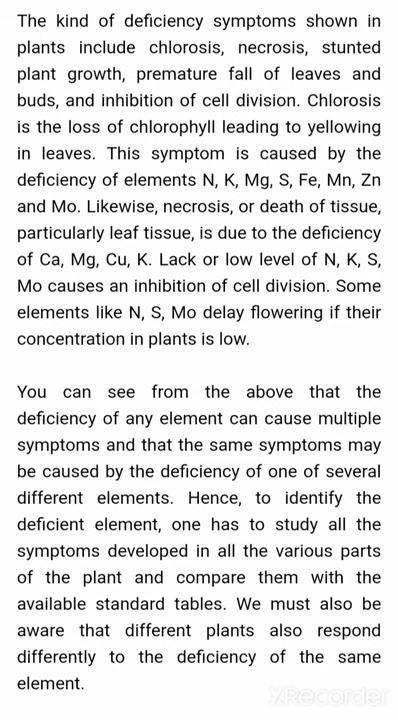 The kind of deficiency symptoms shown in
plants include chlorosis, necrosis, stunted
plant growth, premature fall of leaves and
buds, and inhibition of cell division. Chlorosis
is the loss of chlorophyll leading to yellowing
in leaves. This symptom is caused by the
deficiency of elements N, K, Mg, S, Fe, Mn, Zn
and Mo. Likewise, necrosis, or death of tissue,
particularly leaf tissue, is due to the deficiency
of Ca, Mg, Cu, K. Lack or low level of N, K, S,
Mo causes an inhibition of cell division. Some
elements like N, S, Mo delay flowering if their
concentration in plants is low.

You can see from the above that the
deficiency of any element can cause multiple
symptoms and that the same symptoms may
be caused by the deficiency of one of several
different elements. Hence, to identify the
deficient element, one has to study all the
symptoms developed in all the various parts
of the plant and compare them with the
available standard tables. We must also be
aware that different plants also respond
differently to the deficiency of the same
element.
XRecorder